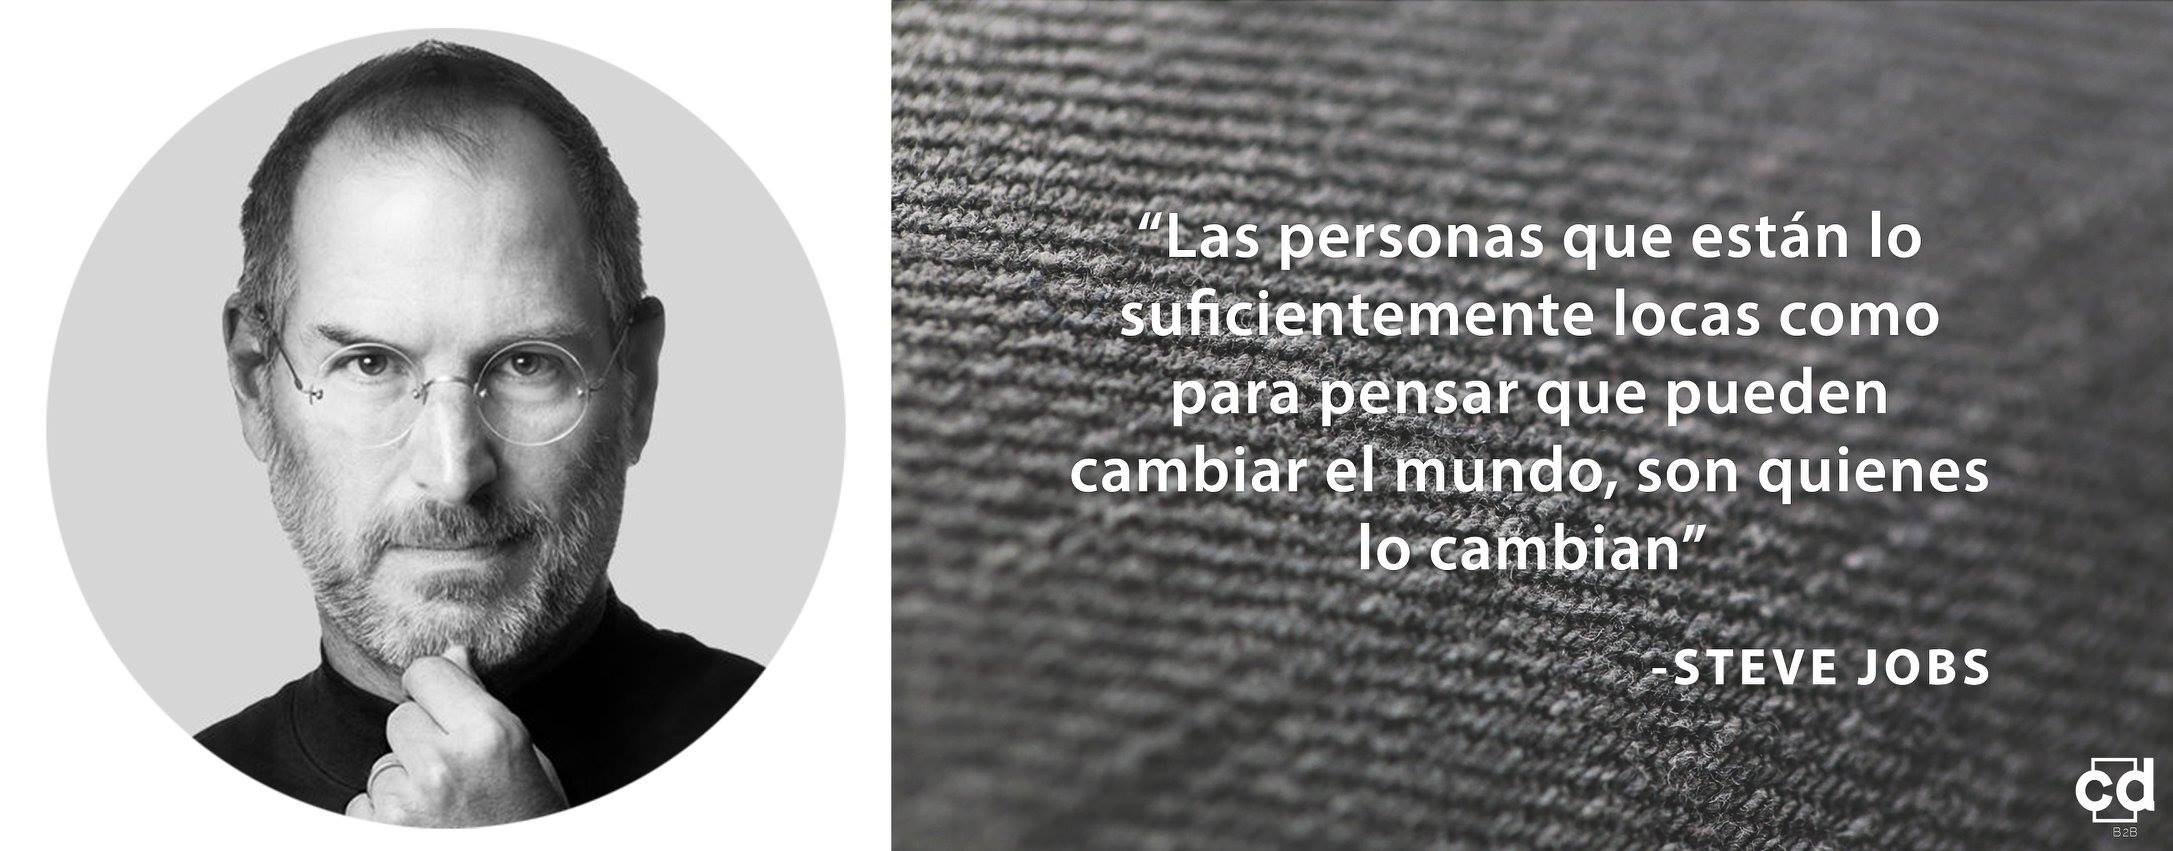 “Las personas que están lo
suficientemente locas como
para pensar que pueden
cambiar el mundo, son quienes
lo cambian”
-STEVE JOBS
cd
B2B